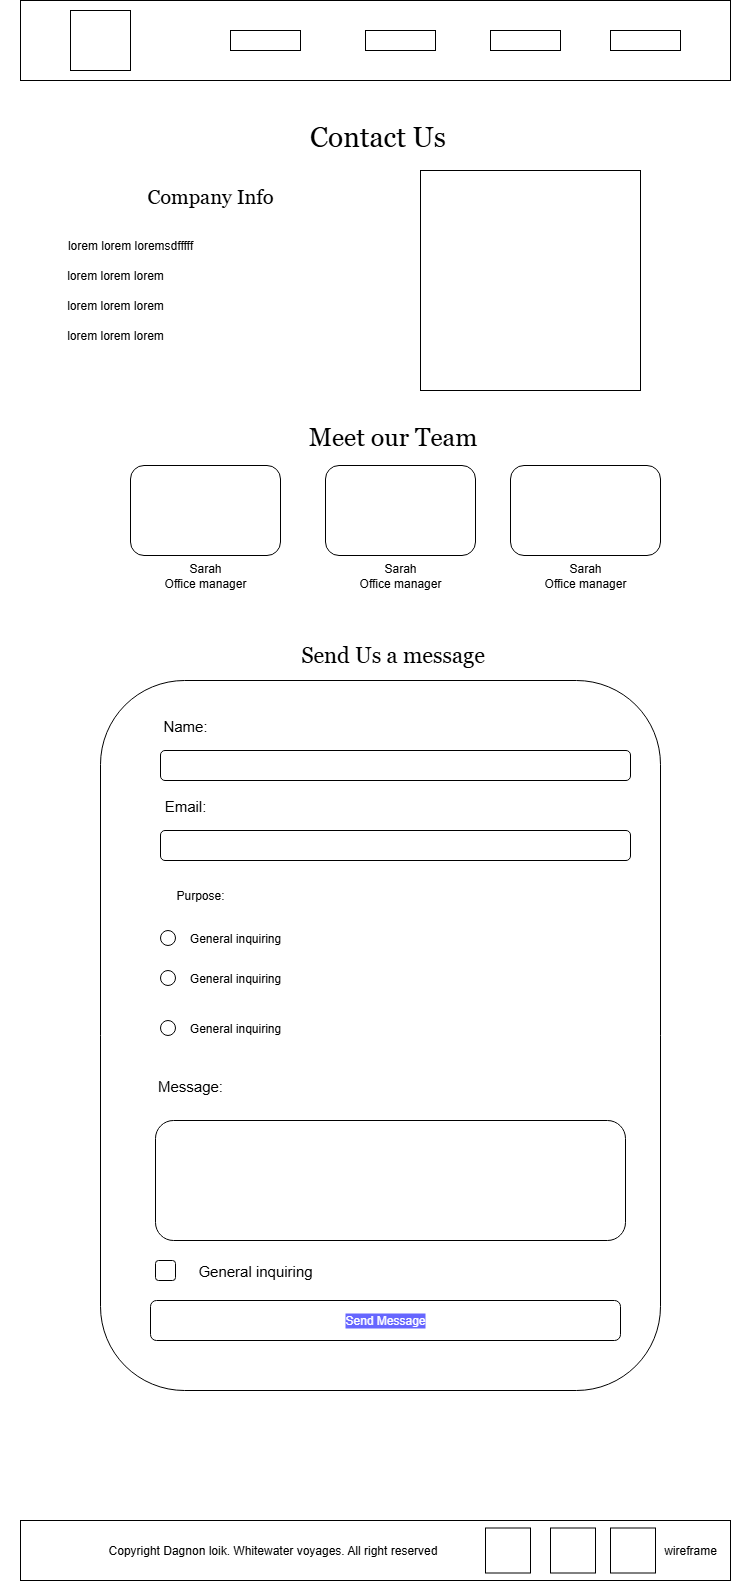 Contact Us
Company Info
lorem lorem loremsdfffff
lorem lorem lorem
lorem lorem lorem
lorem lorem lorem
Meet our Team
Sarah
Office manager
Sarah
Office manager
Sarah
Office manager
Send Us a message
Name:
Email:
Purpose:
General inquiring
General inquiring
General inquiring
Message:
General inquiring
Send Message
Copyright Dagnon loik. Whitewater voyages. All right reserved
wireframe